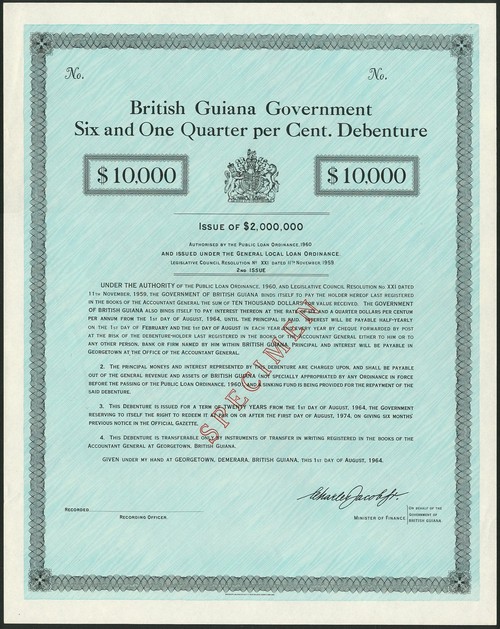 No. No.
British Guiana Government
Six and One Quarter per Cent. Debenture
$ 10,000 $ 10,000
ISSUE OF $2,000,000
AUTHORISED BY THE PUBLIC LOAN ORDINANCE, 1960
AND ISSUED UNDER THE GENERAL LOCAL LOAN ORDINANCE.
LEGISLATIVE COUNCIL RESOLUTION No. XXI DATED 11TH NOVEMBER, 1959.
2ND ISSUE
UNDER THE AUTHORITY OF THE PUBLIC LOAN ORDINANCE, 1960, AND LEGISLATIVE COUNCIL RESOLUTION No. XXI DATED
11TH NOVEMBER, 1959, THE GOVERNMENT OF BRITISH GUIANA BINDS ITSELF TO PAY THE HOLDER HEREOF LAST REGISTERED
IN THE BOOKS OF THE ACCOUNTANT GENERAL THE SUM OF TEN THOUSAND DOLLARS FOR VALUE RECEIVED. THE GOVERNMENT
OF BRITISH GUIANA ALSO BINDS ITSELF TO PAY INTEREST THEREON AT THE RATE OF SIX AND A QUARTER DOLLARS PER CENTUM
PER ANNUM FROM THE 1ST DAY OF AUGUST, 1964, UNTIL THE PRINCIPAL IS PAID. INTEREST WILL BE PAYABLE HALF-YEARLY
ON THE 1ST DAY OF FEBRUARY AND THE 1ST DAY OF AUGUST IN EACH YEAR EVERY YEAR BY CHEQUE FORWARDED BY POST
AT THE RISK OF THE DEBENTURE-HOLDER LAST REGISTERED IN THE BOOKS OF THE ACCOUNTANT GENERAL EITHER TO HIM OR TO
ANY OTHER PERSON, BANK OR FIRM NAMED BY HIM WITHIN BRITISH GUIANA. PRINCIPAL AND INTEREST WILL BE PAYABLE IN
GEORGETOWN AT THE OFFICE OF THE ACCOUNTANT GENERAL.
2. THE PRINCIPAL MONEYS AND INTEREST REPRESENTED BY THIS DEBENTURE ARE CHARGED UPON, AND SHALL BE PAYABLE
OUT OF THE GENERAL REVENUE AND ASSETS OF BRITISH GUIANA (NOT SPECIALLY APPROPRIATED BY ANY ORDINANCE IN FORCE
BEFORE THE PASSING OF THE PUBLIC LOAN ORDINANCE, 1960) AND A SINKING FUND IS BEING PROVIDED FOR THE REPAYMENT OF THE
SAID DEBENTURE.
3. THIS DEBENTURE IS ISSUED FOR A TERM OF TWENTY YEARS FROM THE 1ST DAY OF AUGUST, 1964, THE GOVERNMENT
RESERVING TO ITSELF THE RIGHT TO REDEEM IT AT PAR ON OR AFTER THE FIRST DAY OF AUGUST, 1974, ON GIVING SIX MONTHS'
PREVIOUS NOTICE IN THE OFFICIAL GAZETTE.
4. THIS DEBENTURE IS TRANSFERABLE ONLY BY INSTRUMENTS OF TRANSFER IN WRITING REGISTERED IN THE BOOKS OF THE
ACCOUNTANT GENERAL AT GEORGETOWN, BRITISH GUIANA.
GIVEN UNDER MY HAND AT GEORGETOWN, DEMERARA, BRITISH GUIANA, THIS 1ST DAY OF AUGUST, 1964.
SPECIMEN
RECORDED
RECORDING OFFICER.
MINISTER OF FINANCE.
ON BEHALF OF THE
GOVERNMENT OF
BRITISH GUIANA.